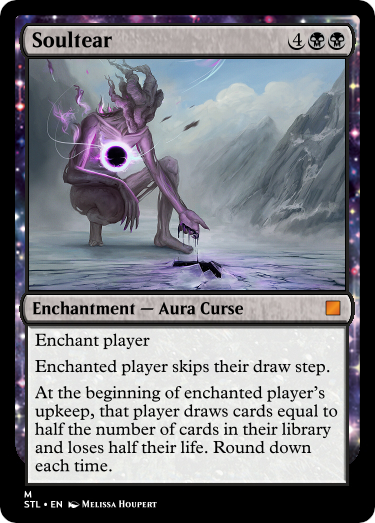 Soultear 4
Enchantment — Aura Curse
Enchant player
Enchanted player skips their draw step.
At the beginning of enchanted player's
upkeep, that player draws cards equal to
half the number of cards in their library
and loses half their life. Round down
each time.
M
STL • EN Melissa Houpert